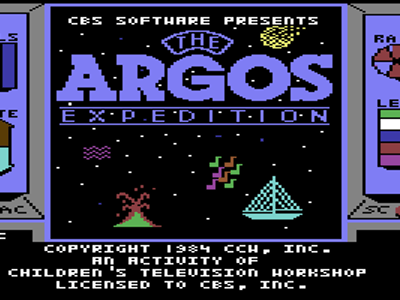 CBS SOFTWARE PRESENTS
THE
ARGOS
EXPEDITION
COPYRIGHT 1984 CCW, INC.
AN ACTIVITY OF
CHILDREN'S TELEVISION WORKSHOP
LICENSED TO CBS, INC.